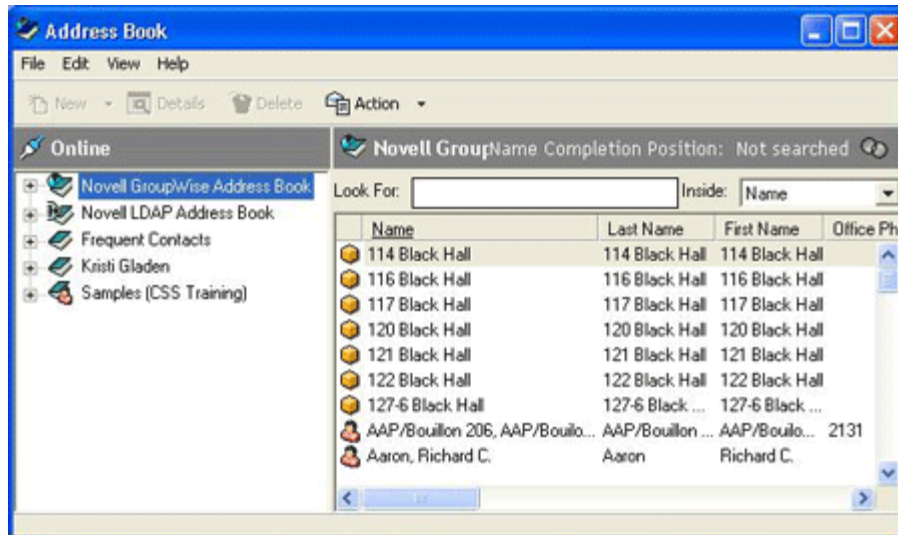 Address Book
File Edit View Help
New Details Delete Action
Online
Novell GroupWise Address Book
Novell LDAP Address Book
Frequent Contacts
Kristi Gladen
Samples (CSS Training)
Novell Group Name Completion Position: Not searched
Look For: Inside: Name
Name Last Name First Name Office Ph
114 Black Hall 114 Black Hall 114 Black Hall
116 Black Hall 116 Black Hall 116 Black Hall
117 Black Hall 117 Black Hall 117 Black Hall
120 Black Hall 120 Black Hall 120 Black Hall
121 Black Hall 121 Black Hall 121 Black Hall
122 Black Hall 122 Black Hall 122 Black Hall
127-6 Black Hall 127-6 Black ... 127-6 Black ...
AAP/Bouillon 206, AAP/Bouilo... AAP/Bouillon ... AAP/Bouilo... 2131
Aaron, Richard C. Aaron Richard C.